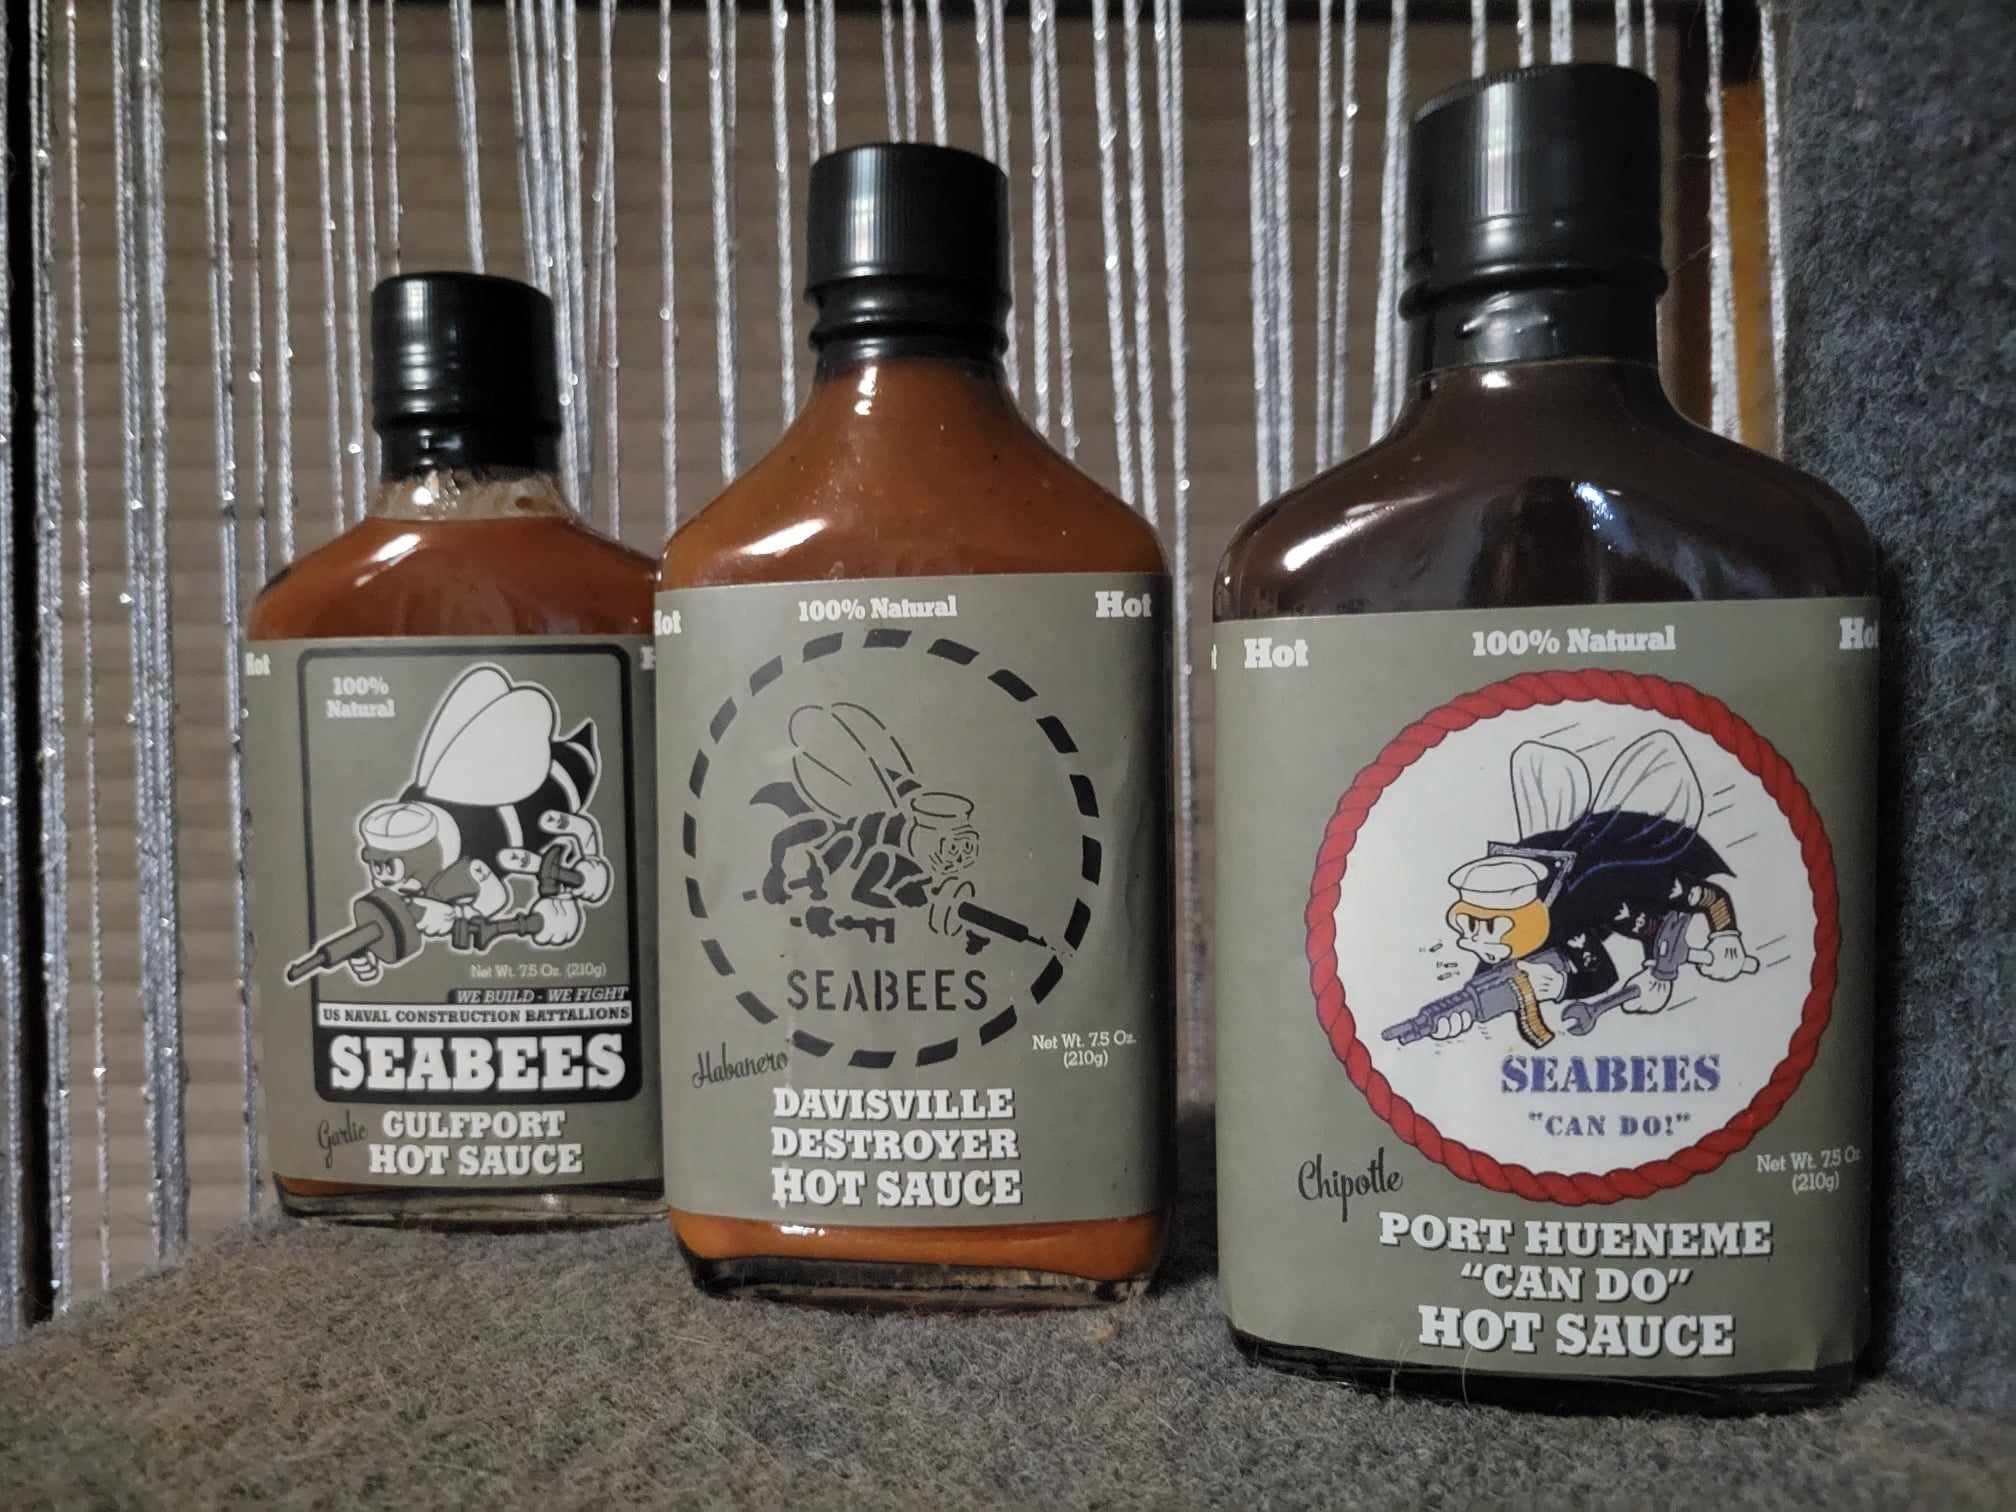 Hot
100%
Natural
Net Wt. 7.5 Oz. (210g)
WE BUILD - WE FIGHT
US NAVAL CONSTRUCTION BATTALIONS
SEABEES
Garlic
GULFPORT
HOT SAUCE
Hot
100% Natural
Hot
SEABEES
Habanero
Net Wt. 7.5 Oz.
(210g)
DAVISVILLE
DESTROYER
HOT SAUCE
Hot
100% Natural
Hot
SEABEES
"CAN DO!"
Chipotle
Net Wt. 7.5 Oz
(210g)
PORT HUENEME
“CAN DO”
HOT SAUCE